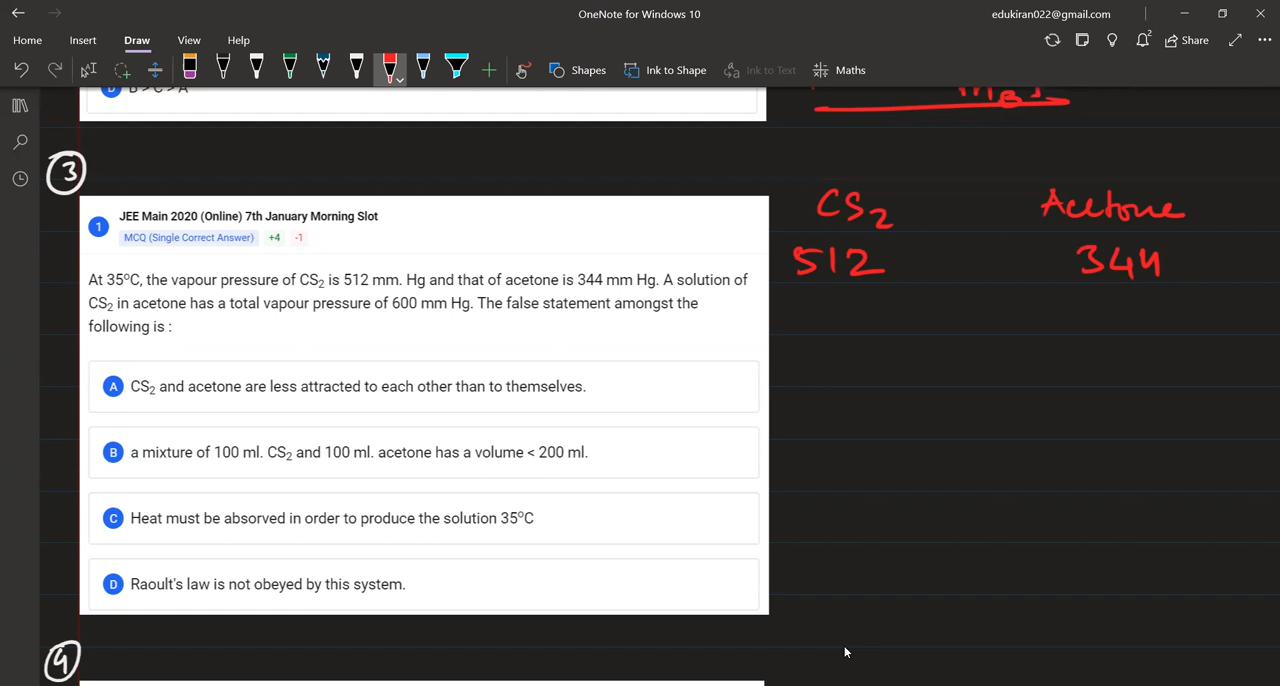 OneNote for Windows 10
edukiran022@gmail.com
Home Insert Draw View Help
Share
Shapes Ink to Shape Ink to Text Maths
D B > C > A
3
CS2 Acetone
512 344
1 JEE Main 2020 (Online) 7th January Morning Slot
MCQ (Single Correct Answer) +4 -1
At 35°C, the vapour pressure of CS2 is 512 mm. Hg and that of acetone is 344 mm Hg. A solution of
CS2 in acetone has a total vapour pressure of 600 mm Hg. The false statement amongst the
following is :
A CS2 and acetone are less attracted to each other than to themselves.
B a mixture of 100 ml. CS2 and 100 ml. acetone has a volume < 200 ml.
C Heat must be absorved in order to produce the solution 35°C
D Raoult's law is not obeyed by this system.
4